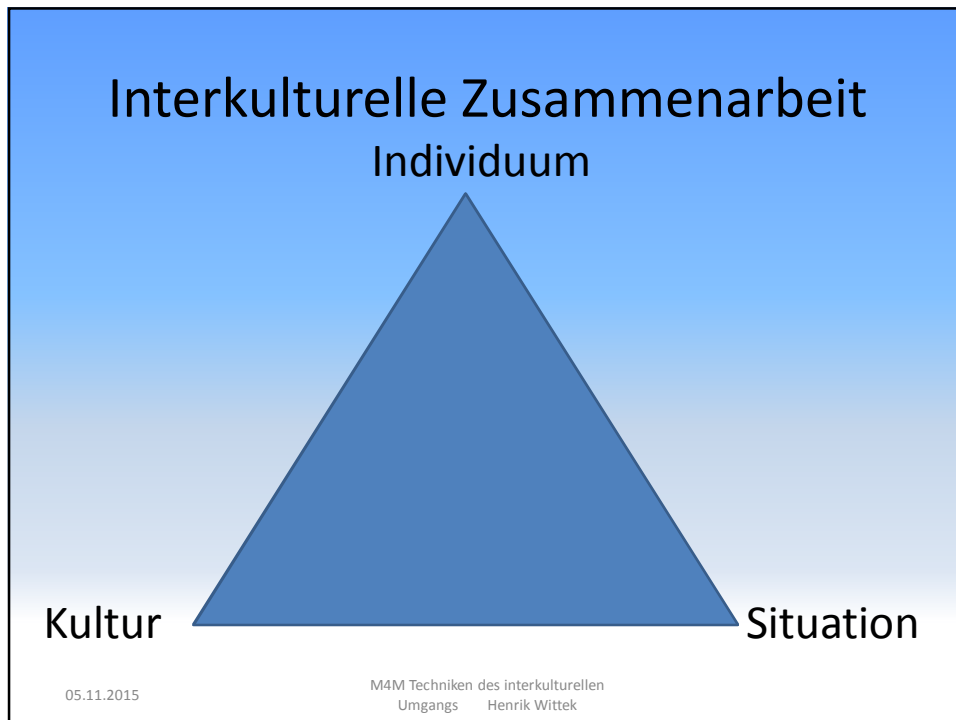 Interkulturelle Zusammenarbeit
Individuum
Kultur
Situation
05.11.2015
M4M Techniken des interkulturellen
Umgangs Henrik Wittek